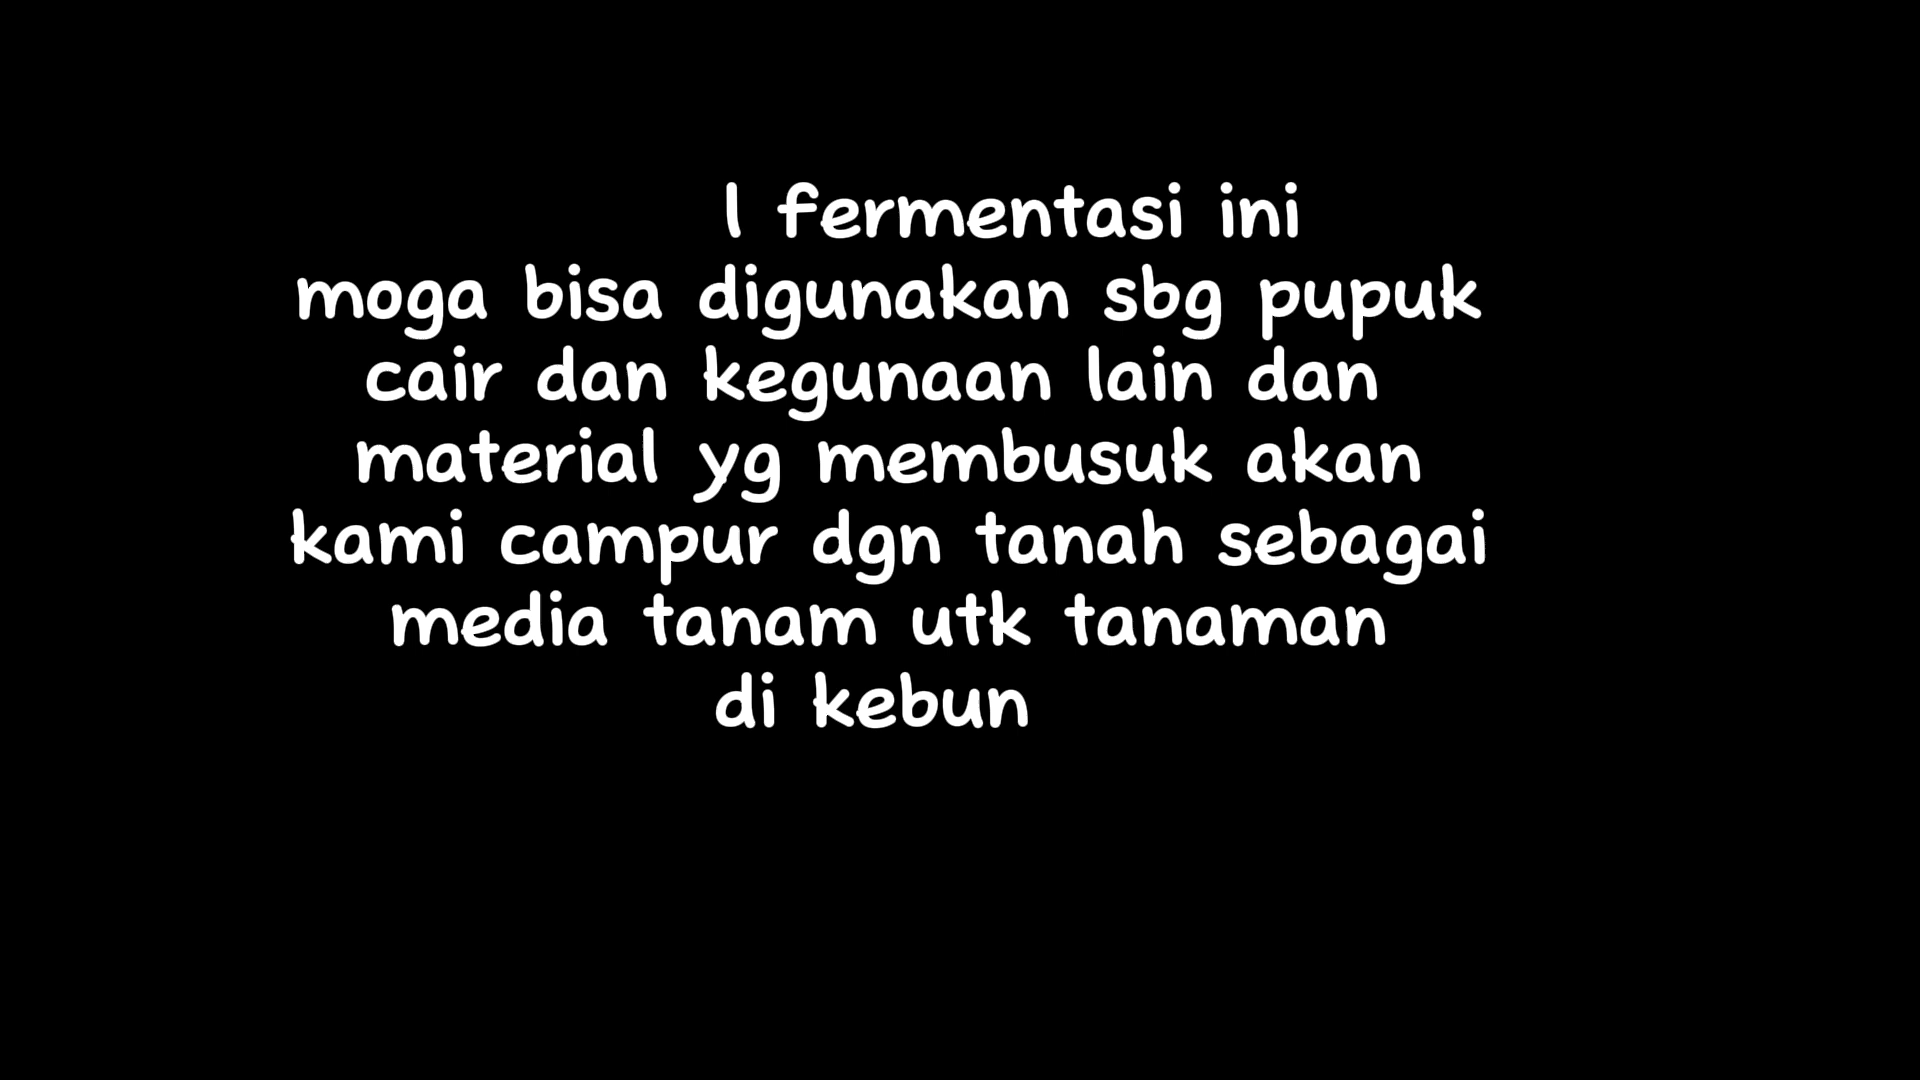 l fermentasi ini
moga bisa digunakan sbg pupuk
cair dan kegunaan lain dan
material yg membusuk akan
kami campur dgn tanah sebagai
media tanam utk tanaman
di kebun